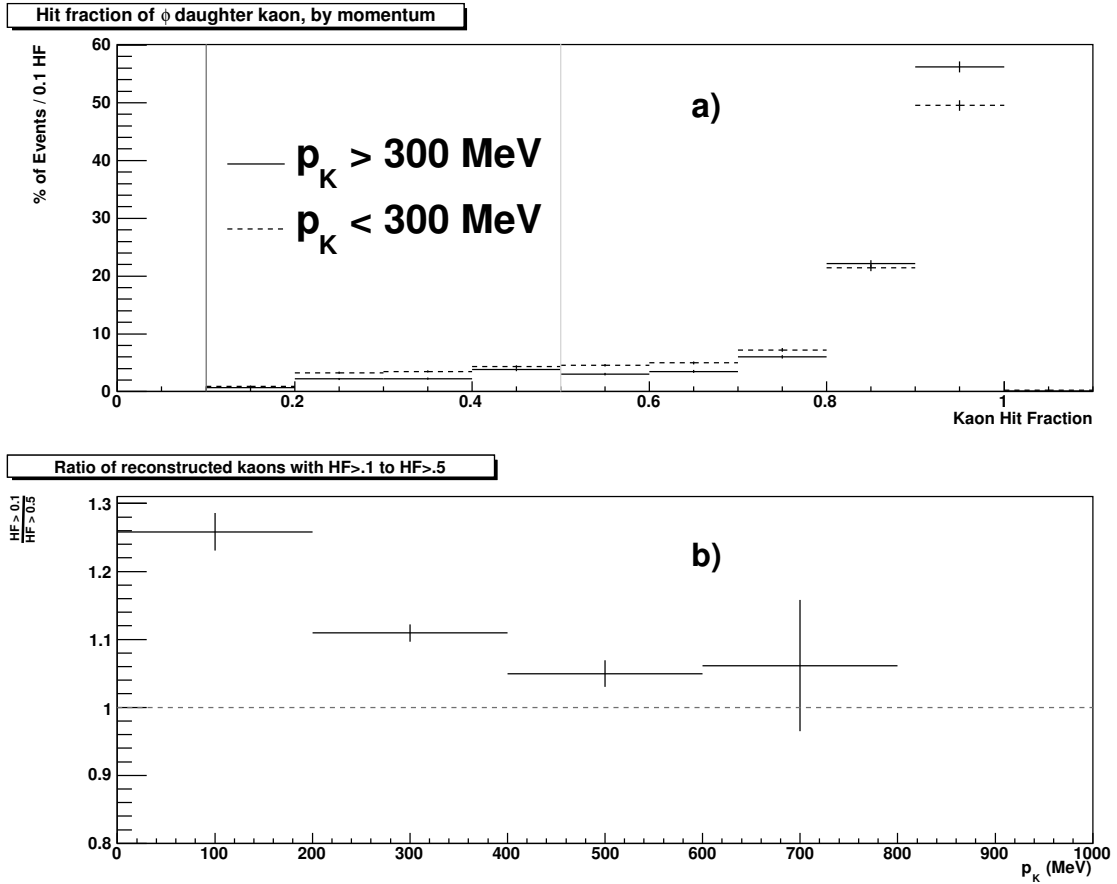 Hit fraction of ϕ daughter kaon, by momentum
% of Events / 0.1 HF
60
50
40
30
20
10
0
a)
p_K > 300 MeV
p_K < 300 MeV
0 0.2 0.4 0.6 0.8 1
Kaon Hit Fraction
Ratio of reconstructed kaons with HF>.1 to HF>.5
HF > 0.1
HF > 0.5
1.3
1.2
1.1
1
0.9
0.8
b)
0 100 200 300 400 500 600 700 800 900 1000
p_K (MeV)